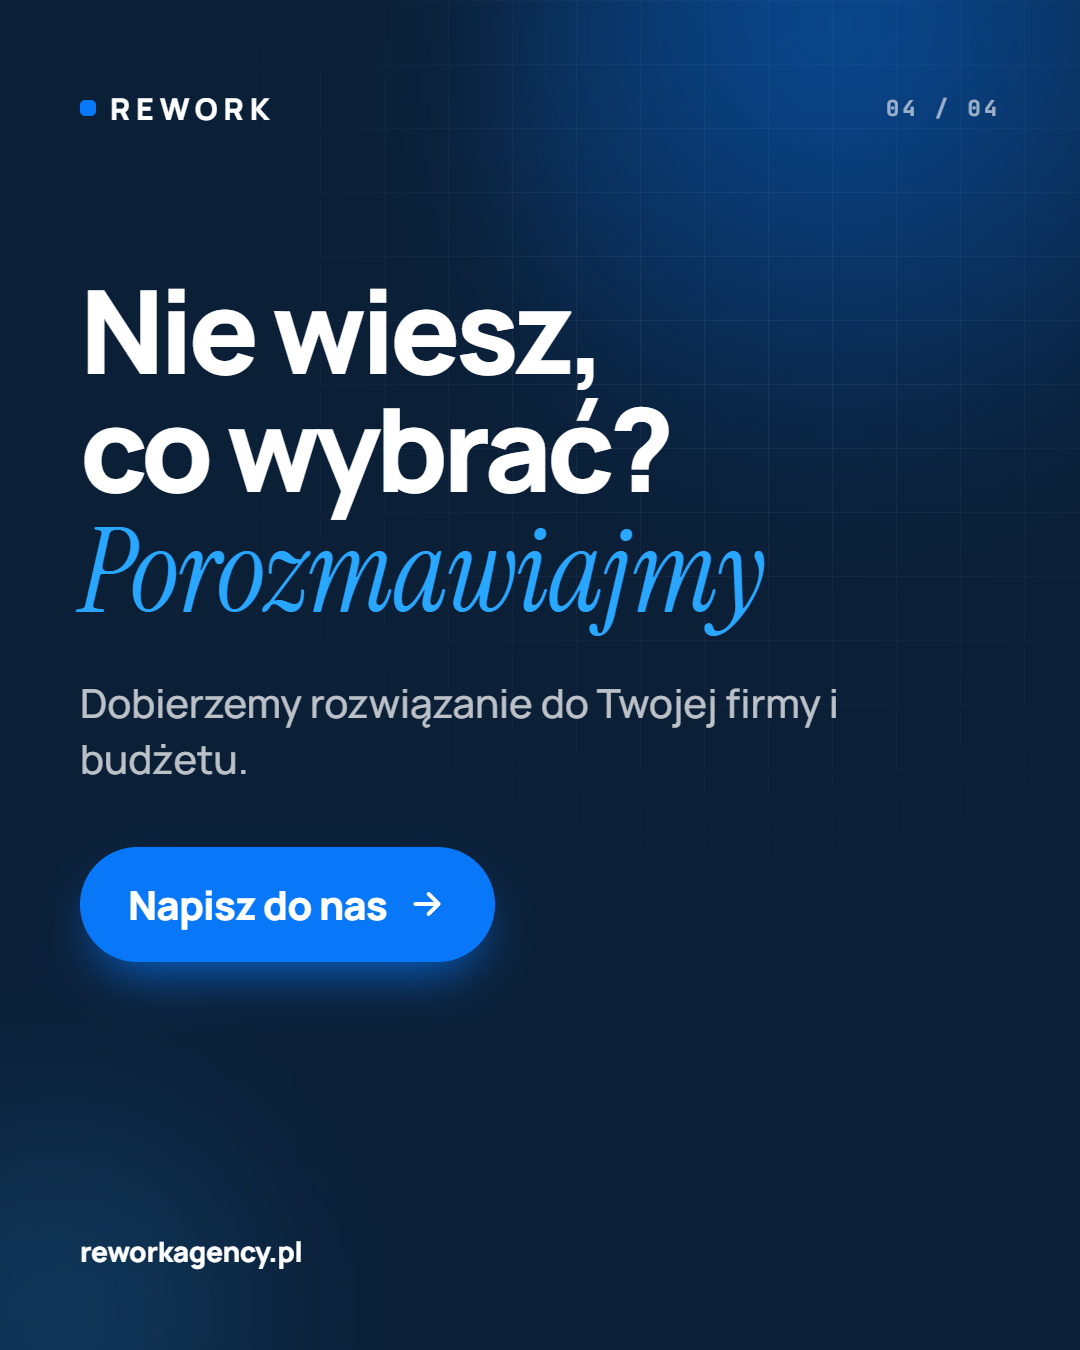 REWORK
04 / 04
Nie wiesz,
co wybrać?
Porozmawiajmy
Dobierzemy rozwiązanie do Twojej firmy i
budżetu.
Napisz do nas →
reworkagency.pl